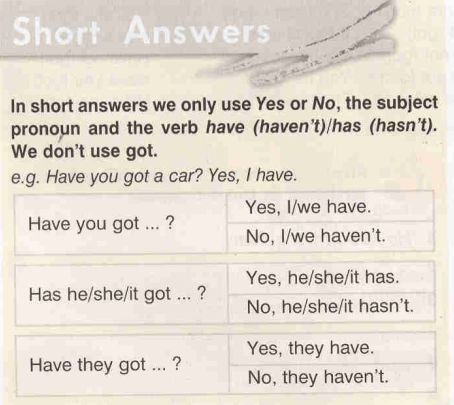 Short Answers
In short answers we only use Yes or No, the subject
pronoun and the verb have (haven't)/has (hasn't).
We don't use got.
e.g. Have you got a car? Yes, I have.
Have you got ... ?
Yes, I/we have.
No, I/we haven't.
Has he/she/it got ... ?
Yes, he/she/it has.
No, he/she/it hasn't.
Have they got ... ?
Yes, they have.
No, they haven't.